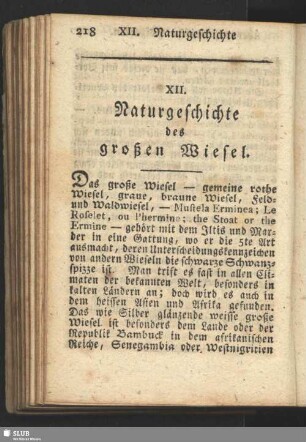 218 XII. Naturgeschichte
XII.
Naturgeschichte
des
großen Wiesel.
Das große Wiesel — gemeine rothe
Wiesel, graue, braune Wiesel, Feld-
und Waldwiesel, — Mustela Erminea; Le
Roselet, ou l'hermine; the Stoat or the
Ermine — gehört mit dem Iltis und Mar-
der in eine Gattung, wo er die 5te Art
ausmacht, deren Unterscheidungskennzeichen
von andern Wieseln die schwarze Schwanz-
spizze ist. Man trift es fast in allen Cli-
maten der bekannten Welt, besonders in
kalten Ländern an; doch wird es auch in
dem heissen Asien und Afrika gefunden.
Das wie Silber glänzende weisse große
Wiesel ist besonders dem Lande oder der
Republik Bambuck in dem afrikanischen
Reiche, Senegambia oder Westnigritien